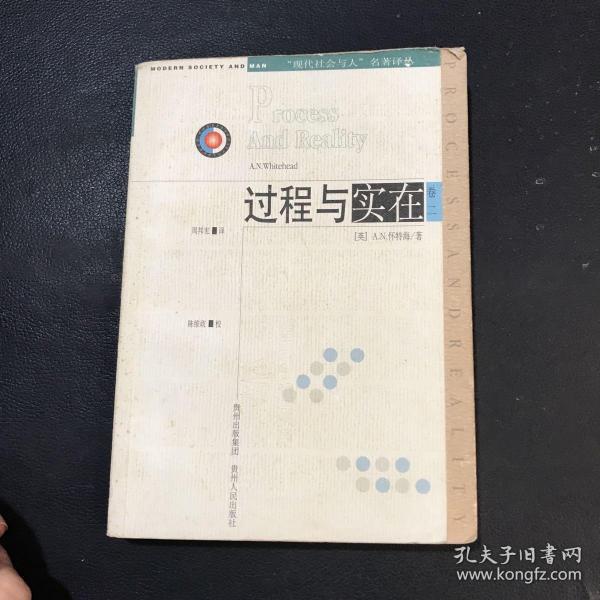 MODERN SOCIETY AND MAN
“现代社会与人”名著译丛
Process
And Reality
A.N.Whitehead
过程与实在
卷二
[英] A.N.怀特海/著
周邦宪 译
陈维政 校
贵州出版集团 贵州人民出版社
PROCESS AND REALITY
孔夫子旧书网
www.kongfz.com